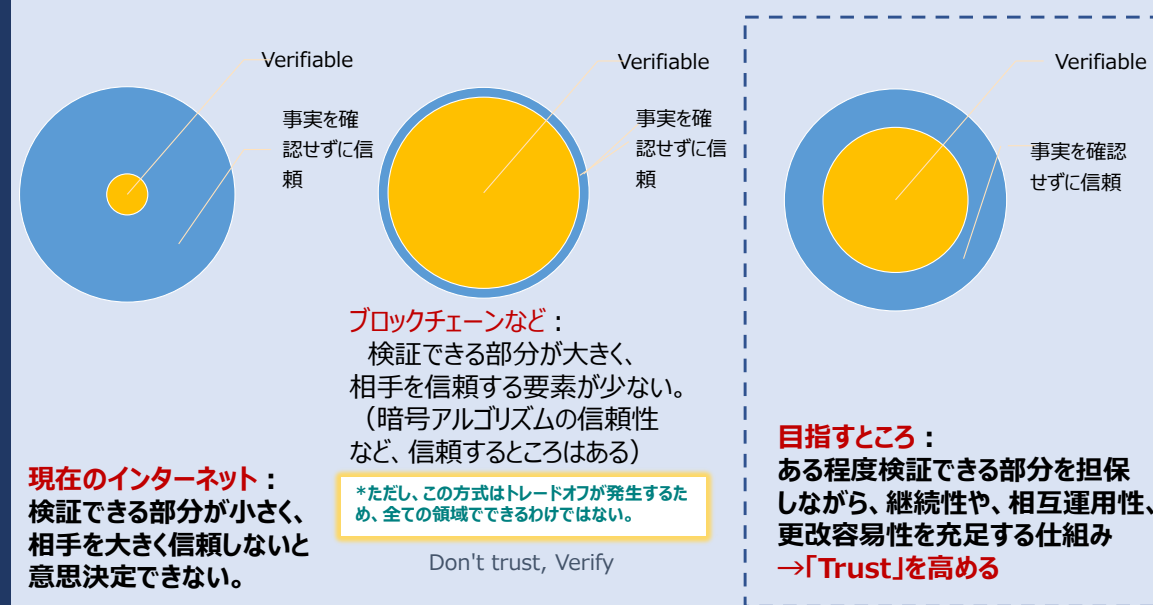 Verifiable
事実を確
認せずに信
頼
現在のインターネット：
検証できる部分が小さく、
相手を大きく信頼しないと
意思決定できない。
Verifiable
事実を確
認せずに信
頼
ブロックチェーンなど：
検証できる部分が大きく、
相手を信頼する要素が少ない。
（暗号アルゴリズムの信頼性
など、信頼するところはある）
*ただし、この方式はトレードオフが発生するた
め、全ての領域でできるわけではない。
Don't trust, Verify
Verifiable
事実を確認
せずに信頼
目指すところ：
ある程度検証できる部分を担保
しながら、継続性や、相互運用性、
更改容易性を充足する仕組み
→「Trust」を高める